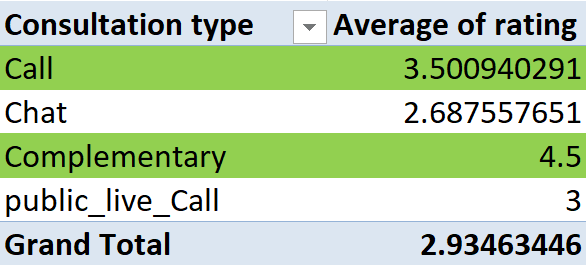 Consultation type Average of rating
Call 3.500940291
Chat 2.687557651
Complementary 4.5
public_live_Call 3
Grand Total 2.93463446